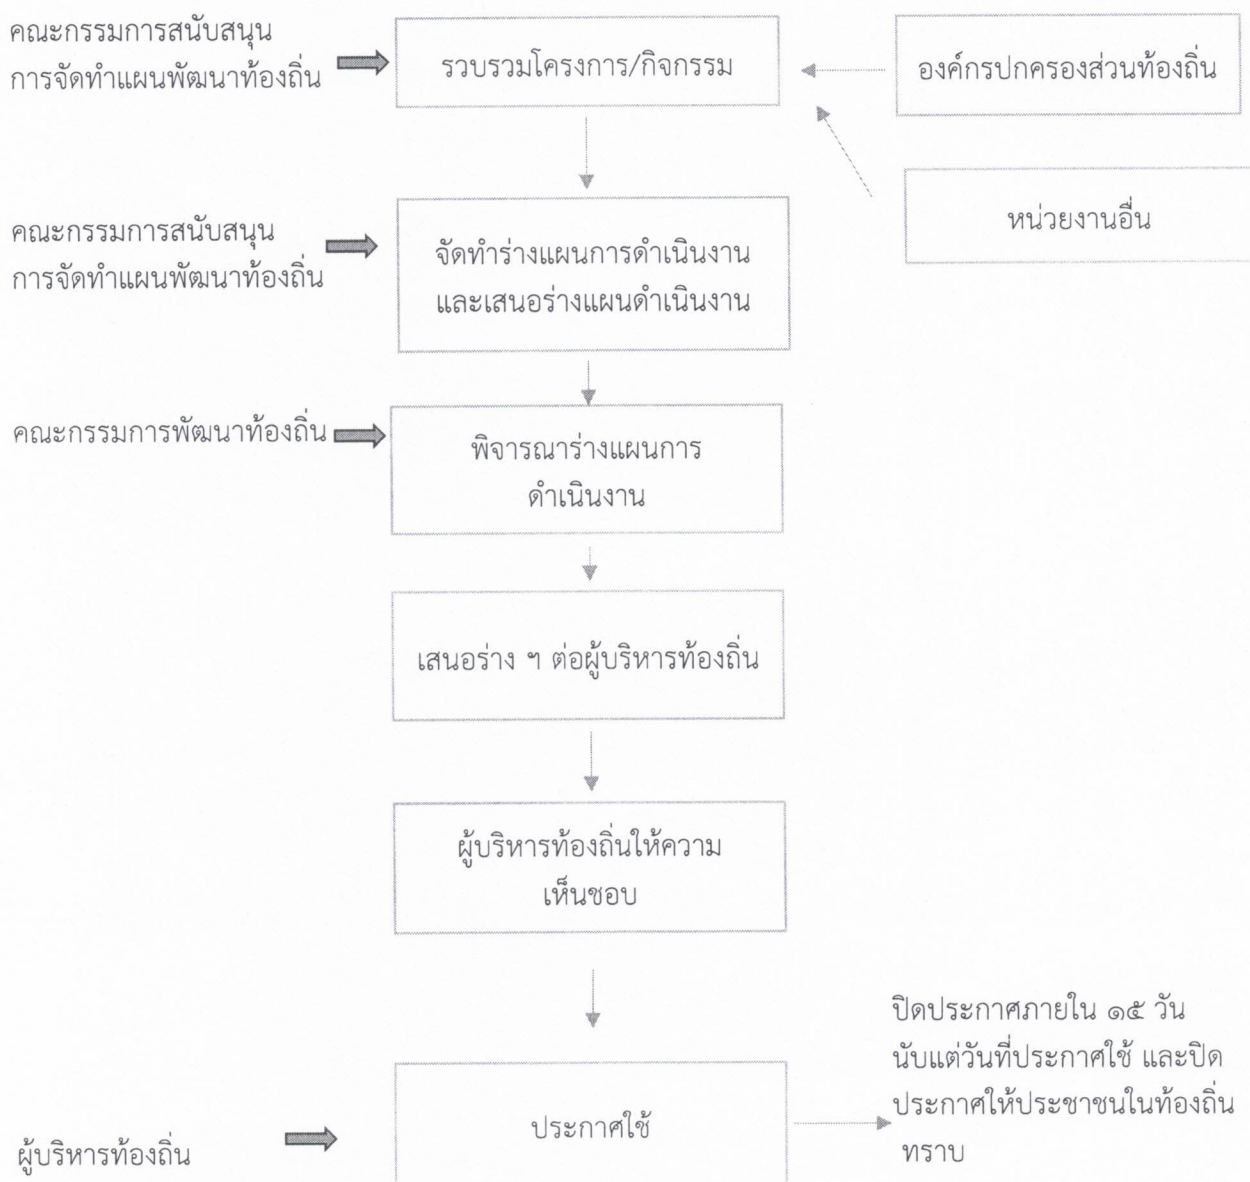 คณะกรรมการสนับสนุน
การจัดทำแผนพัฒนาท้องถิ่น
รวบรวมโครงการ/กิจกรรม
องค์กรปกครองส่วนท้องถิ่น
หน่วยงานอื่น
คณะกรรมการสนับสนุน
การจัดทำแผนพัฒนาท้องถิ่น
จัดทำร่างแผนการดำเนินงาน
และเสนอร่างแผนดำเนินงาน
คณะกรรมการพัฒนาท้องถิ่น
พิจารณาร่างแผนการ
ดำเนินงาน
เสนอร่าง ฯ ต่อผู้บริหารท้องถิ่น
ผู้บริหารท้องถิ่นให้ความ
เห็นชอบ
ผู้บริหารท้องถิ่น
ประกาศใช้
ปิดประกาศภายใน ๑๕ วัน
นับแต่วันที่ประกาศใช้ และปิด
ประกาศให้ประชาชนในท้องถิ่น
ทราบ